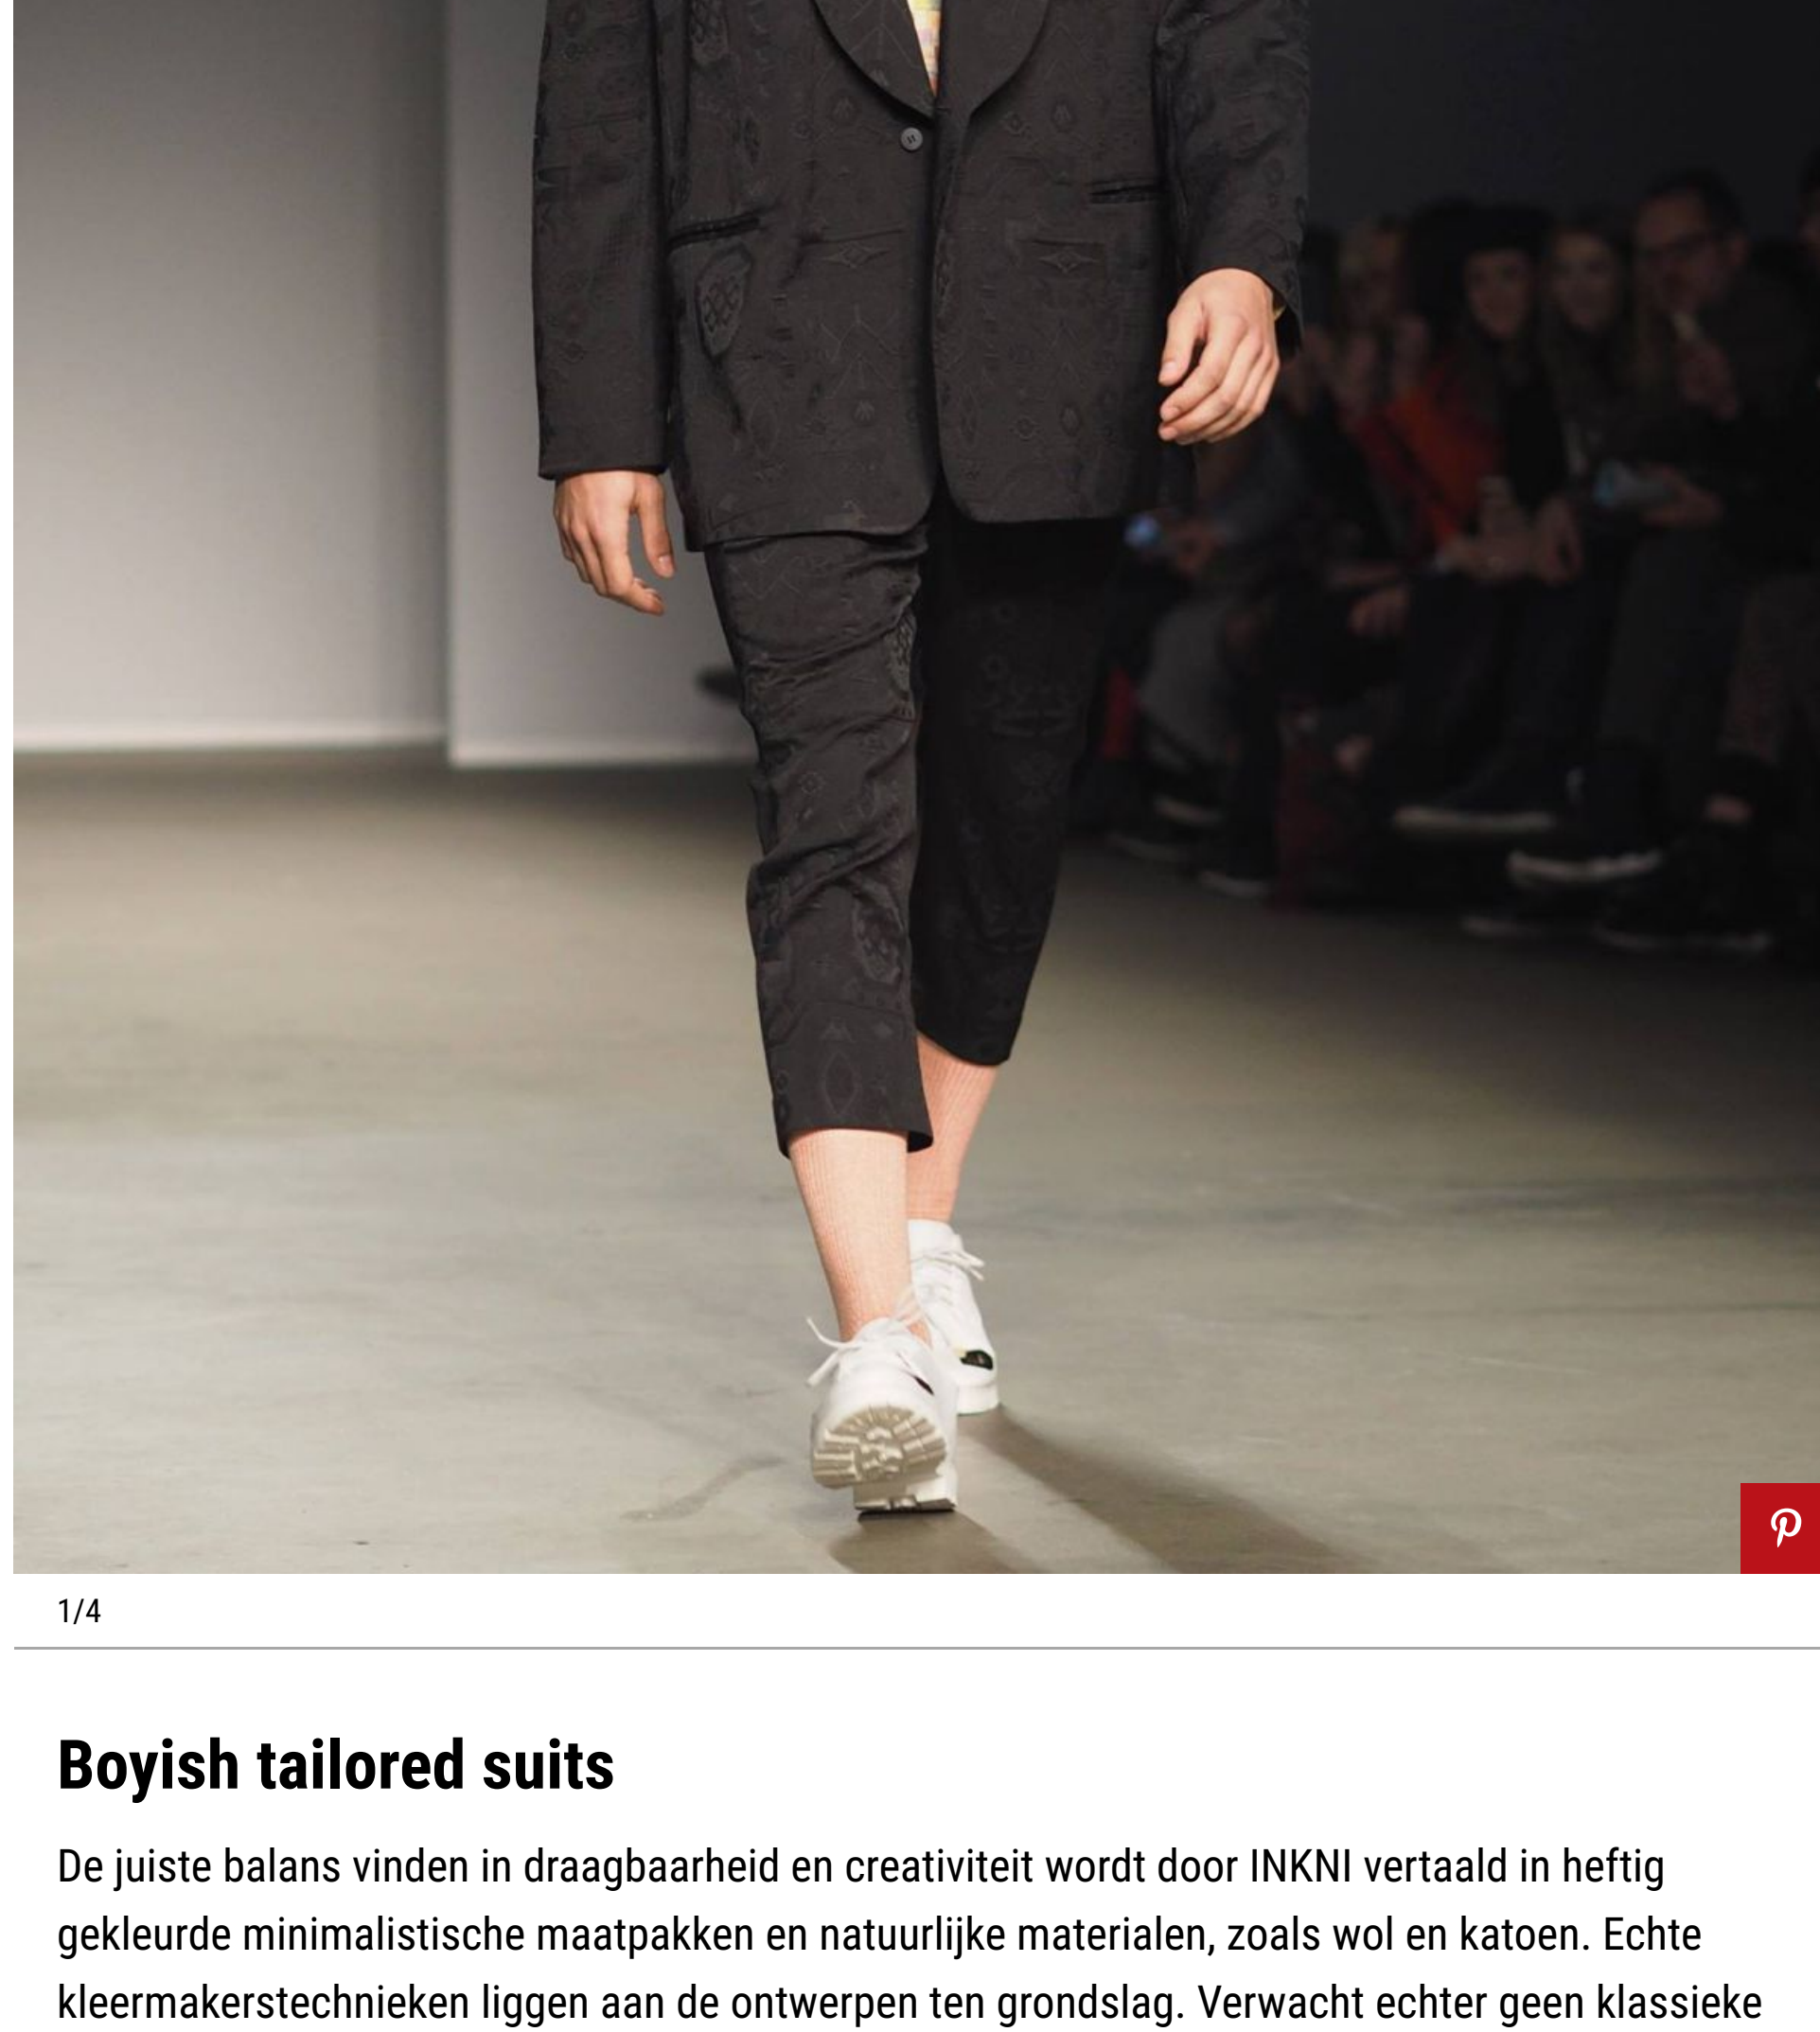 1/4
Boyish tailored suits
De juiste balans vinden in draagbaarheid en creativiteit wordt door INKNI vertaald in heftig
gekleurde minimalistische maatpakken en natuurlijke materialen, zoals wol en katoen. Echte
kleermakerstechnieken liggen aan de ontwerpen ten grondslag. Verwacht echter geen klassieke